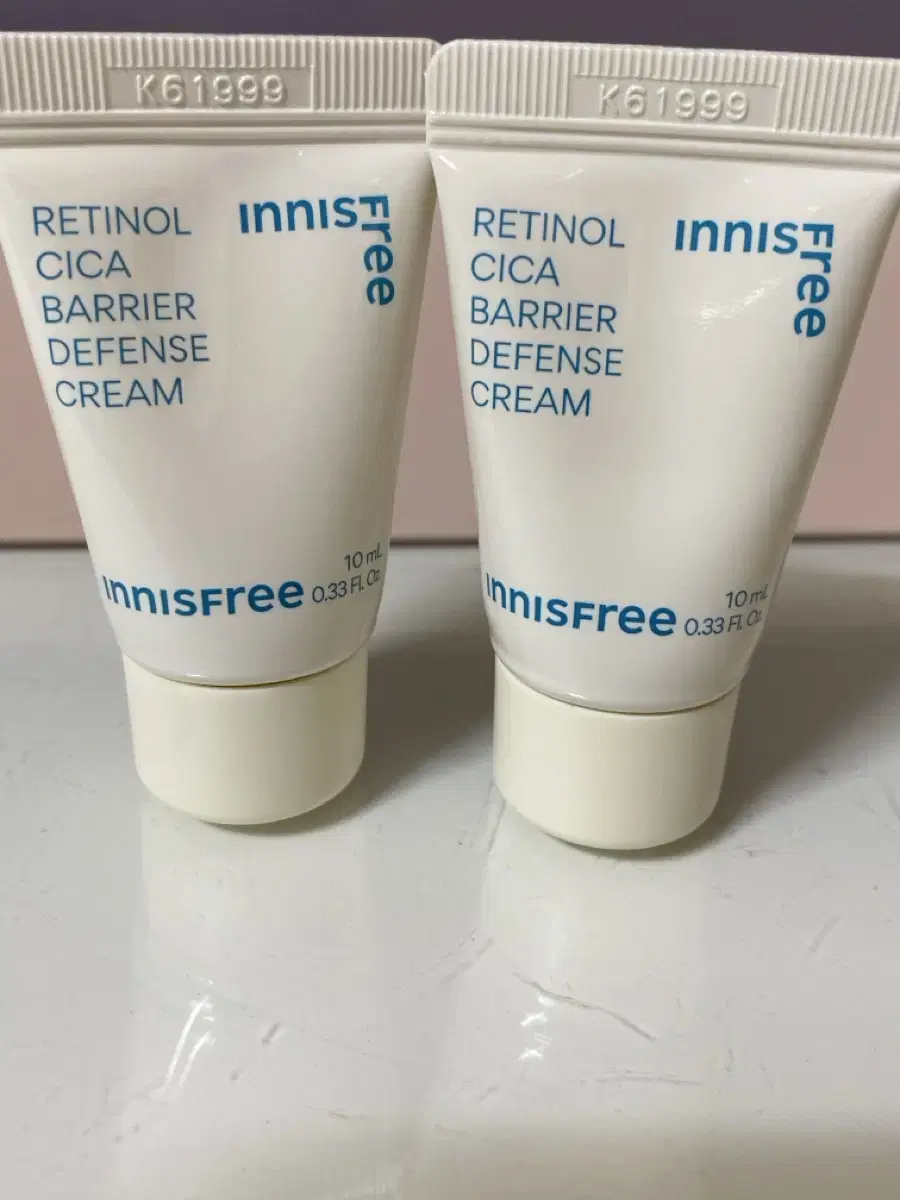 K61999
RETINOL
CICA
BARRIER
DEFENSE
CREAM
INNISFree
10 mL
INNISFree 0.33 Fl. Oz.
K61999
RETINOL
CICA
BARRIER
DEFENSE
CREAM
INNISFree
10 mL
INNISFree 0.33 Fl. Oz.